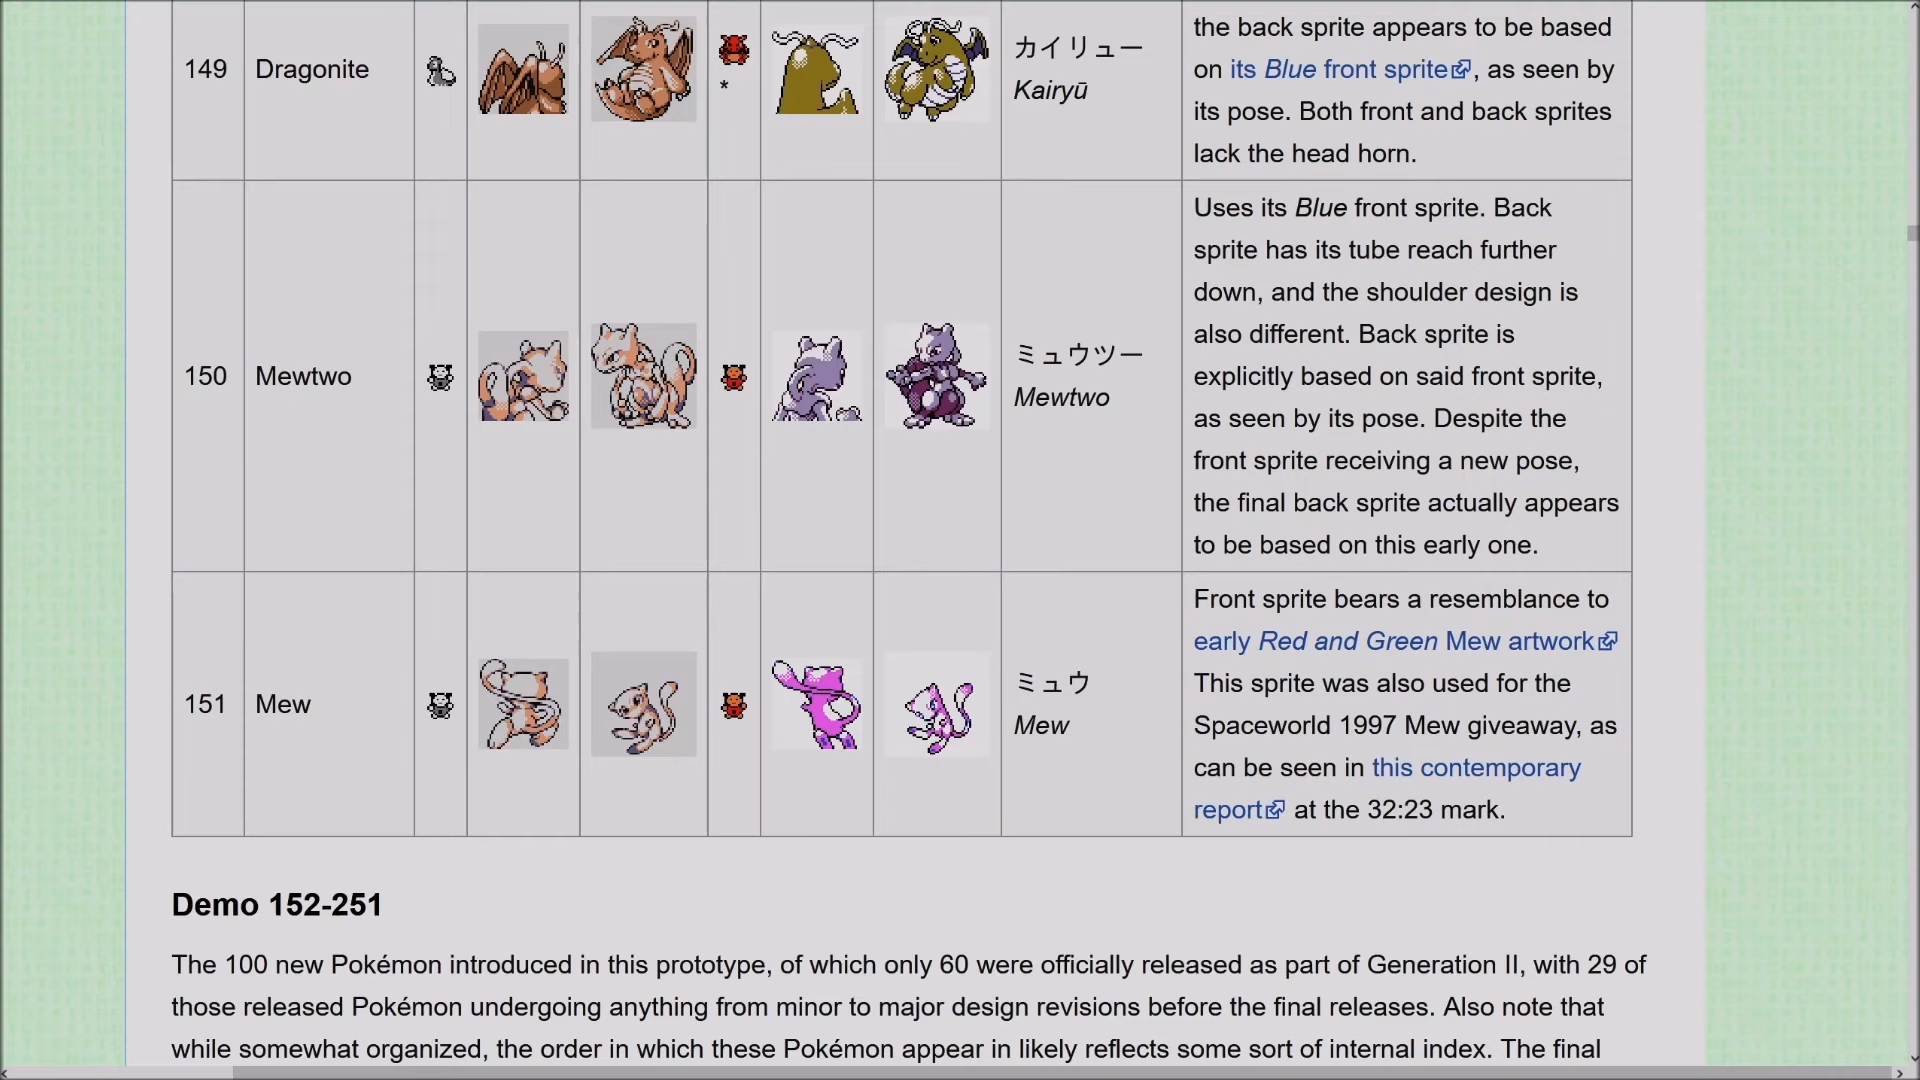 the back sprite appears to be based
149 Dragonite * カイリュー on its Blue front sprite, as seen by
Kairyū its pose. Both front and back sprites
lack the head horn.
Uses its Blue front sprite. Back
sprite has its tube reach further
down, and the shoulder design is
also different. Back sprite is
150 Mewtwo ミュウツー explicitly based on said front sprite,
Mewtwo as seen by its pose. Despite the
front sprite receiving a new pose,
the final back sprite actually appears
to be based on this early one.
Front sprite bears a resemblance to
early Red and Green Mew artwork
151 Mew ミュウ This sprite was also used for the
Mew Spaceworld 1997 Mew giveaway, as
can be seen in this contemporary
report at the 32:23 mark.
Demo 152-251
The 100 new Pokémon introduced in this prototype, of which only 60 were officially released as part of Generation II, with 29 of
those released Pokémon undergoing anything from minor to major design revisions before the final releases. Also note that
while somewhat organized, the order in which these Pokémon appear in likely reflects some sort of internal index. The final